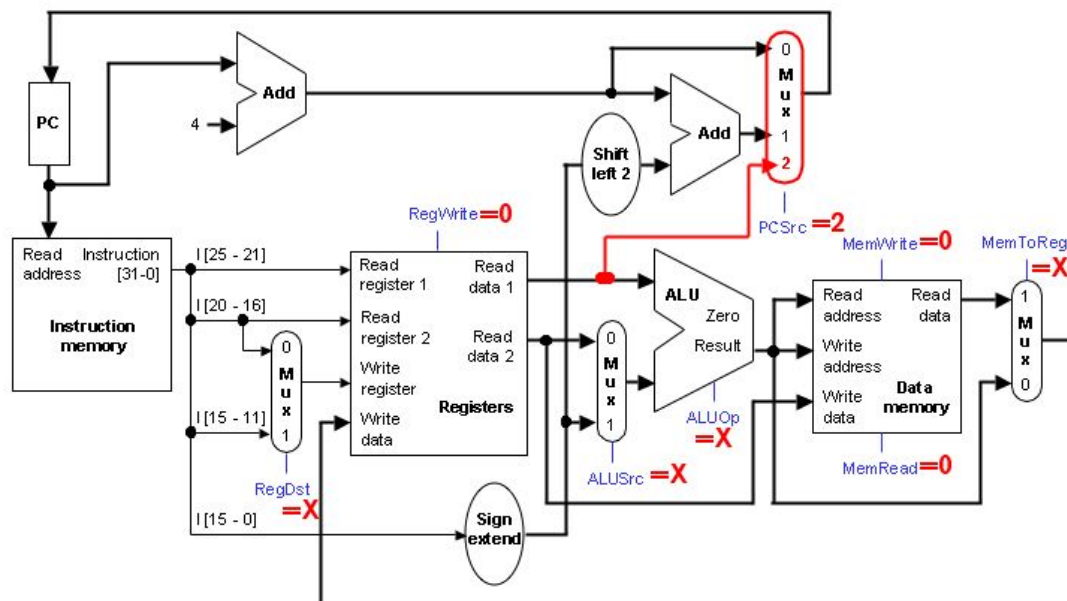 0
M
u
x
1
2
PC
Add
4
Add
Shift
left 2
PCSrc =2
RegWrite =0
MemWrite =0
MemToReg
=X
Read
address
Instruction
[31-0]
Instruction
memory
I [25 - 21]
I [20 - 16]
I [15 - 11]
I [15 - 0]
0
M
u
x
1
RegDst
=X
Read
register 1
Read
data 1
Read
register 2
Read
data 2
Write
register
Write
data
Registers
Sign
extend
0
M
u
x
1
ALUSrc =X
ALU
Zero
Result
ALUOp
=X
Read
address
Read
data
Write
address
Write
data
Data
memory
MemRead =0
1
M
u
x
0